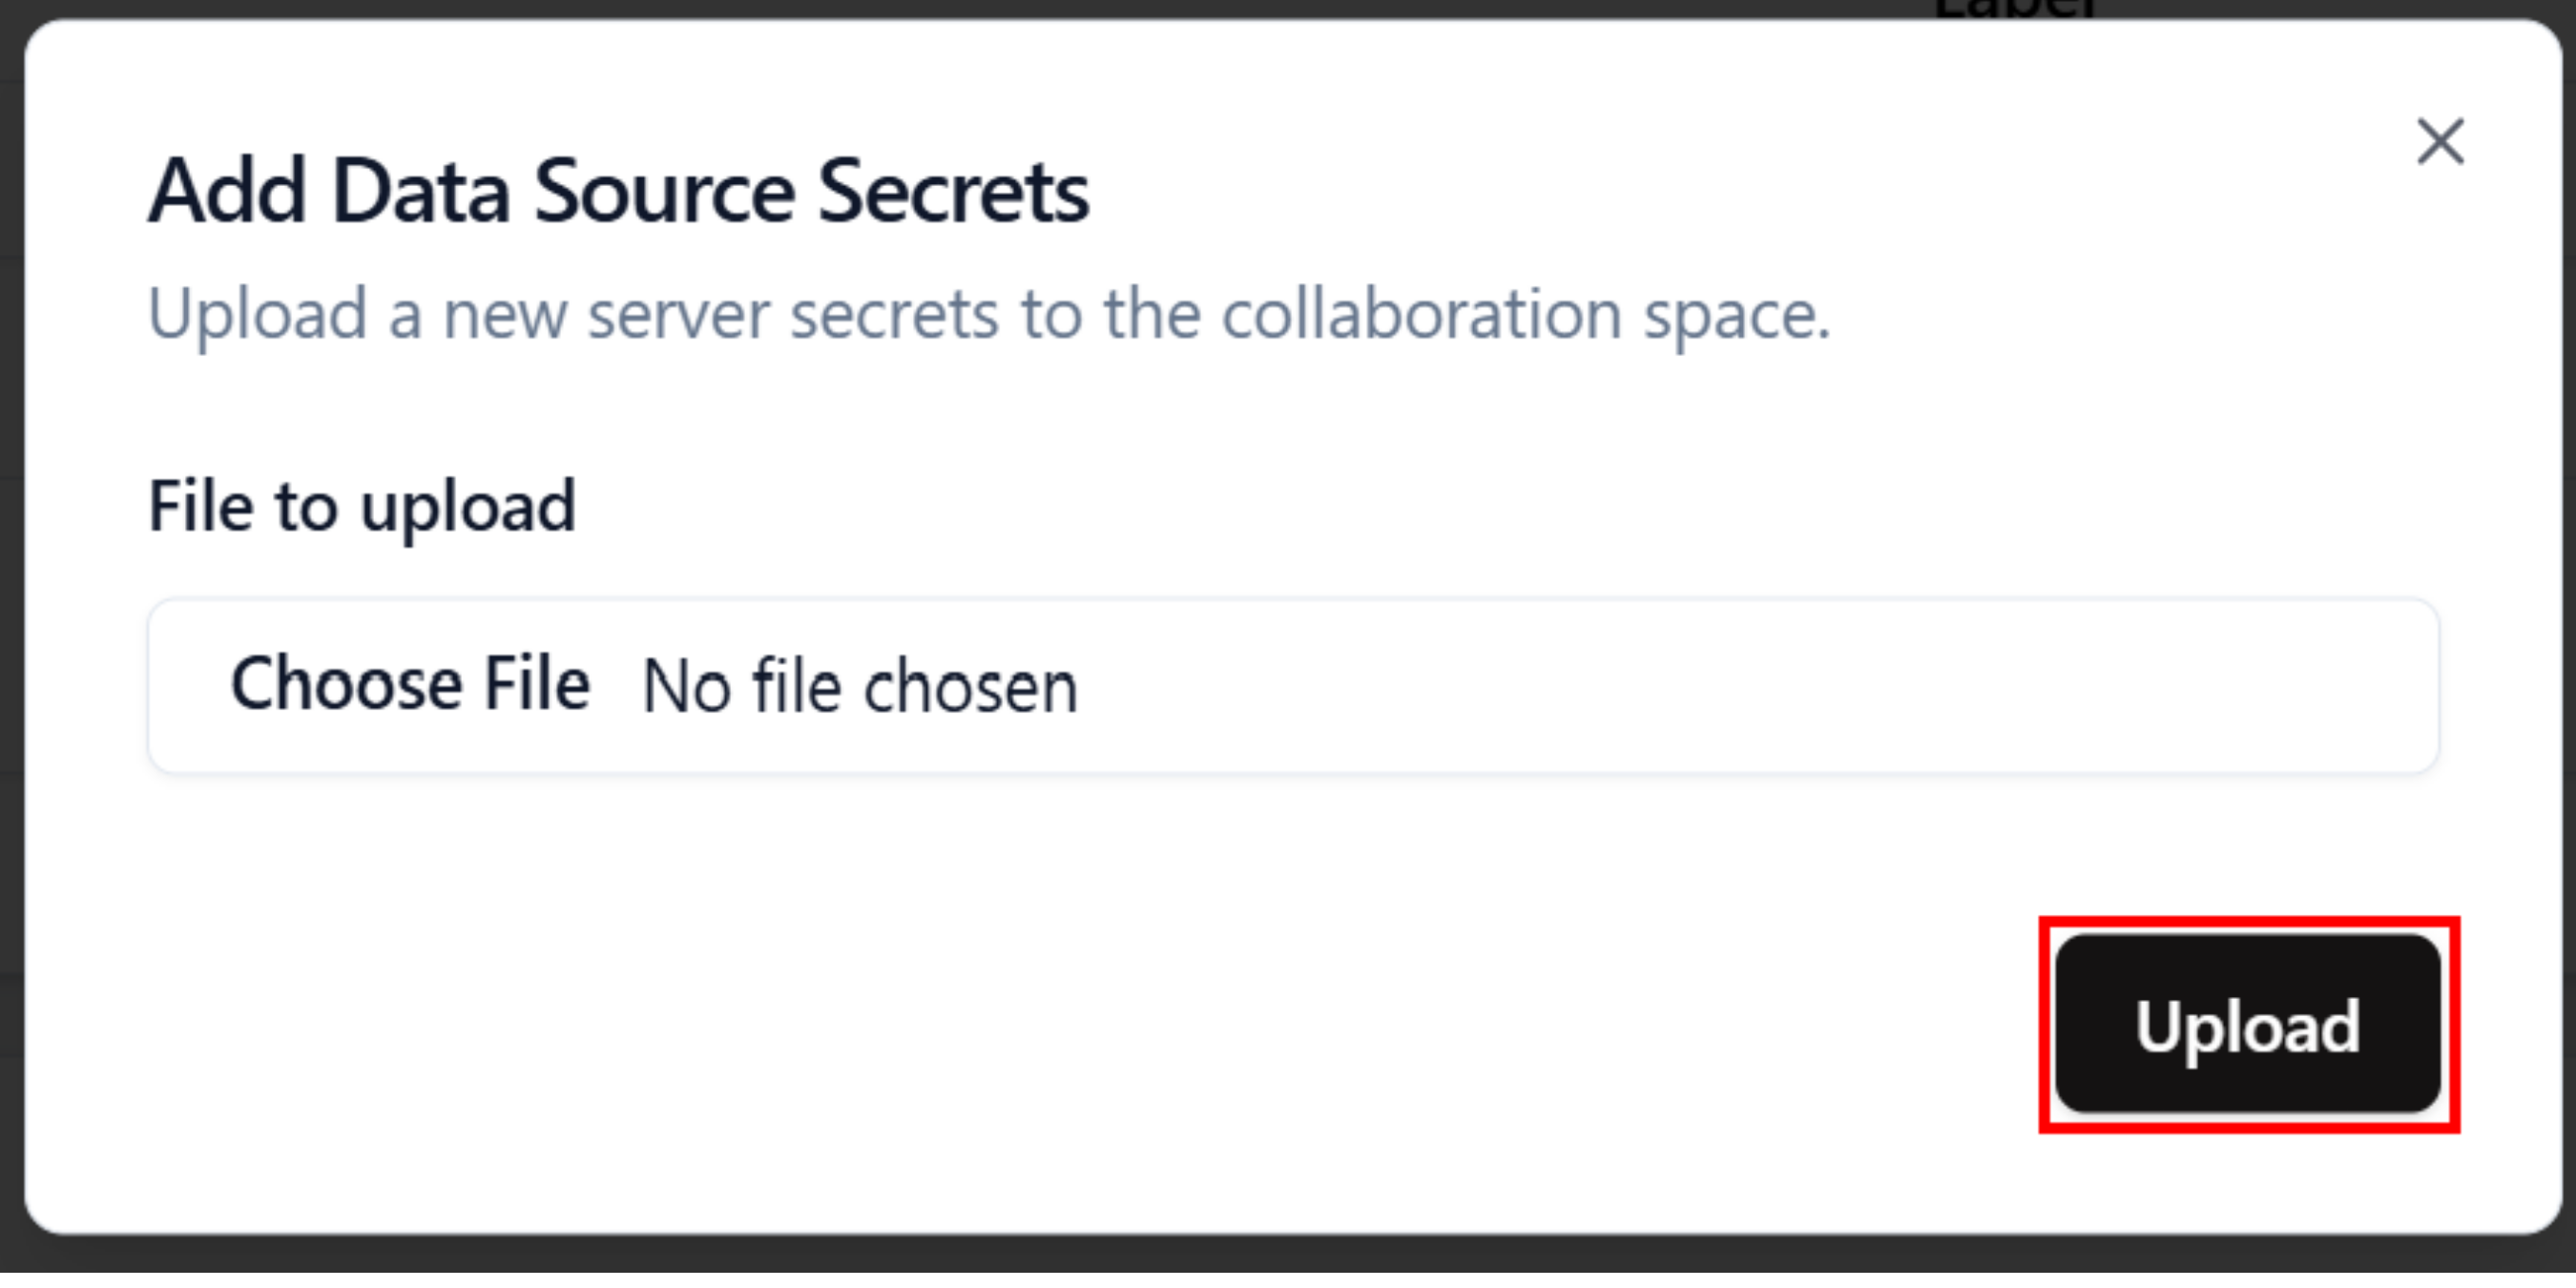 Label
Add Data Source Secrets
Upload a new server secrets to the collaboration space.
File to upload
Choose File No file chosen
Upload